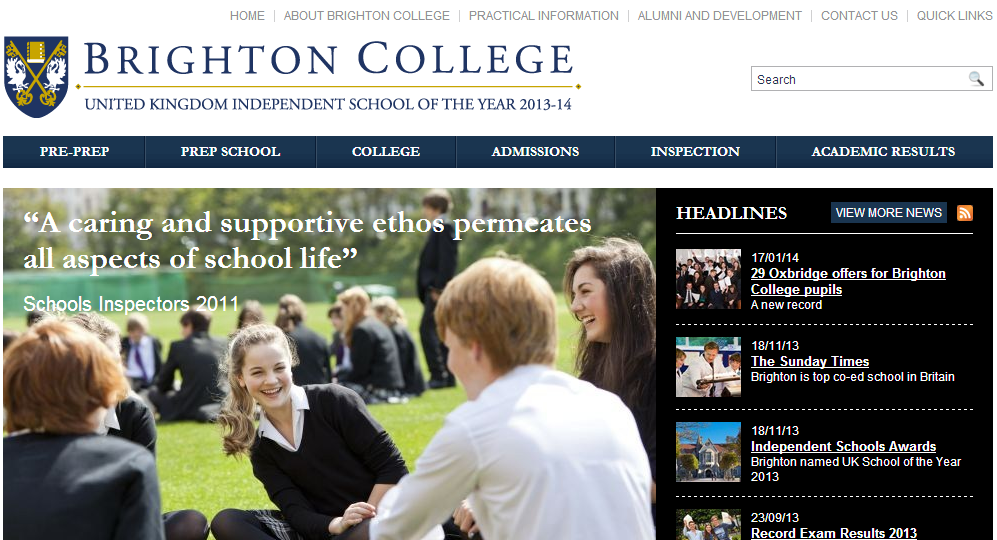 HOME ABOUT BRIGHTON COLLEGE PRACTICAL INFORMATION ALUMNI AND DEVELOPMENT CONTACT US QUICK LINKS
BRIGHTON COLLEGE
UNITED KINGDOM INDEPENDENT SCHOOL OF THE YEAR 2013-14
Search
PRE-PREP PREP SCHOOL COLLEGE ADMISSIONS INSPECTION ACADEMIC RESULTS
“A caring and supportive ethos permeates
all aspects of school life”
Schools Inspectors 2011
HEADLINES VIEW MORE NEWS
17/01/14
29 Oxbridge offers for Brighton
College pupils
A new record
18/11/13
The Sunday Times
Brighton is top co-ed school in Britain
18/11/13
Independent Schools Awards
Brighton named UK School of the Year
2013
23/09/13
Record Exam Results 2013